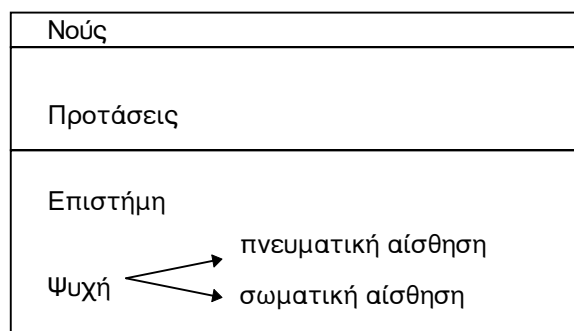 Νούς
Προτάσεις
Επιστήμη
πνευματική αίσθηση
Ψυχή
σωματική αίσθηση